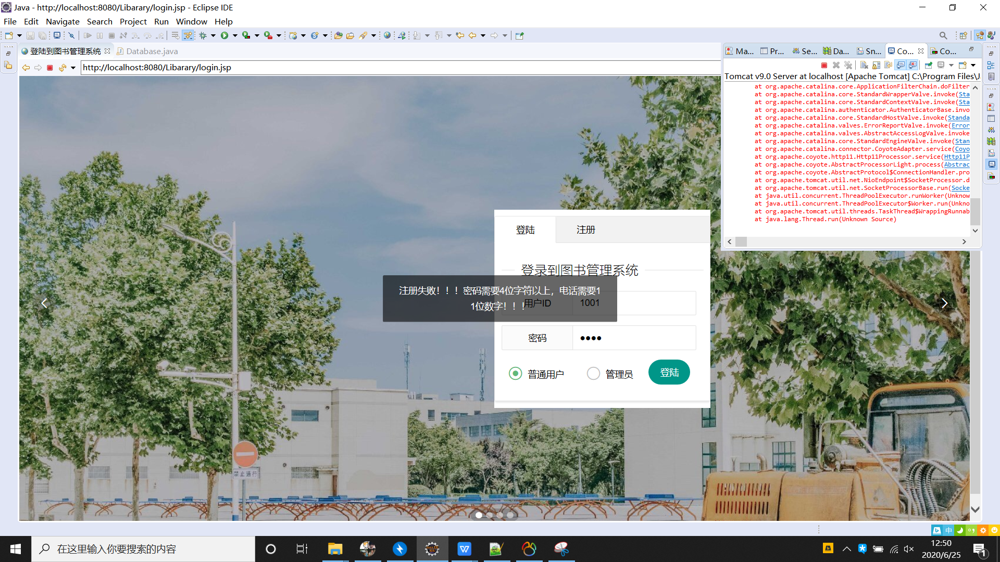 Java - http://localhost:8080/Libarary/login.jsp - Eclipse IDE
File Edit Navigate Search Project Run Window Help
登陆到图书管理系统 Database.java
http://localhost:8080/Libarary/login.jsp
Ma... Pr... Se... Da... Sn... Co... Co...
Tomcat v9.0 Server at localhost [Apache Tomcat] C:\Program Files\J
at org.apache.catalina.core.ApplicationFilterChain.doFilter
at org.apache.catalina.core.StandardWrapperValve.invoke(Sta
at org.apache.catalina.core.StandardContextValve.invoke(Sta
at org.apache.catalina.authenticator.AuthenticatorBase.invo
at org.apache.catalina.core.StandardHostValve.invoke(Standa
at org.apache.catalina.valves.ErrorReportValve.invoke(Error
at org.apache.catalina.valves.AbstractAccessLogValve.invoke
at org.apache.catalina.core.StandardEngineValve.invoke(Stan
at org.apache.catalina.connector.CoyoteAdapter.service(Coyo
at org.apache.coyote.http11.Http11Processor.service(Http11P
at org.apache.coyote.AbstractProcessorLight.process(Abstrac
at org.apache.coyote.AbstractProtocol$ConnectionHandler.pro
at org.apache.tomcat.util.net.NioEndpoint$SocketProcessor.d
at org.apache.tomcat.util.net.SocketProcessorBase.run(Socke
at java.util.concurrent.ThreadPoolExecutor.runWorker(Unknow
at java.util.concurrent.ThreadPoolExecutor$Worker.run(Unkno
at org.apache.tomcat.util.threads.TaskThread$WrappingRunnab
at java.lang.Thread.run(Unknown Source)
登陆 注册
登录到图书管理系统
注册失败！！！密码需要4位字符以上，电话需要1
1位数字！！！
用户ID 1001
密码 ●●●●
普通用户 管理员 登陆
禁止通行
中
在这里输入你要搜索的内容
12:50
2020/6/25
1